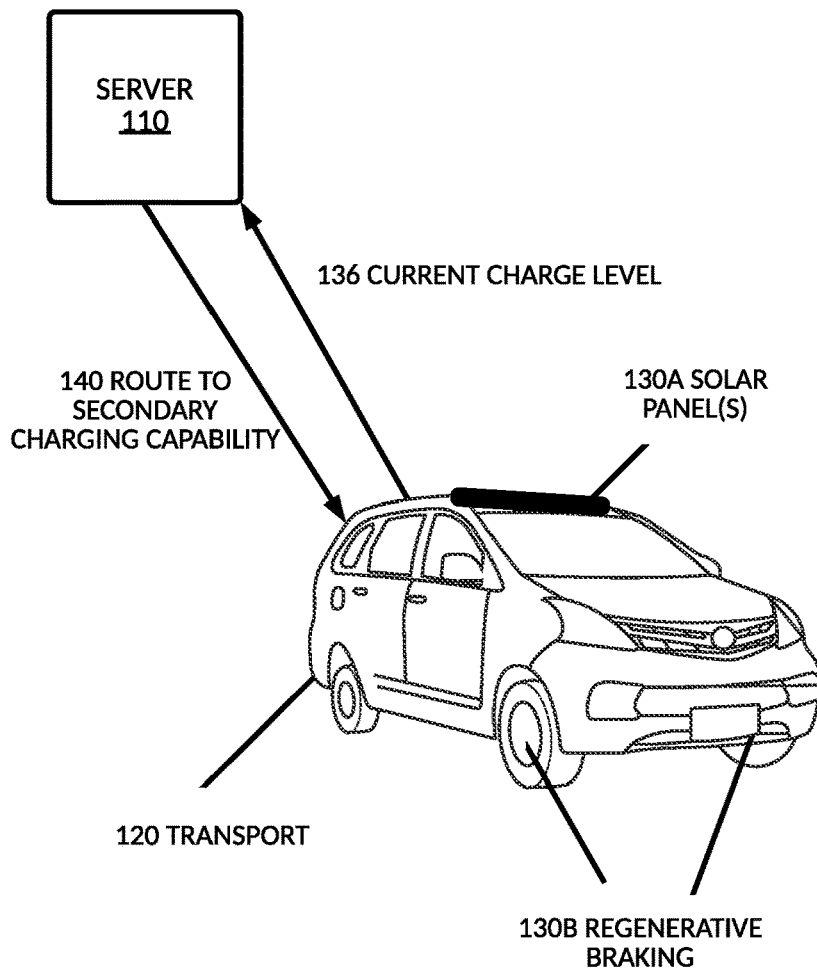 SERVER
110
136 CURRENT CHARGE LEVEL
140 ROUTE TO
SECONDARY
CHARGING CAPABILITY
130A SOLAR
PANEL(S)
120 TRANSPORT
130B REGENERATIVE
BRAKING